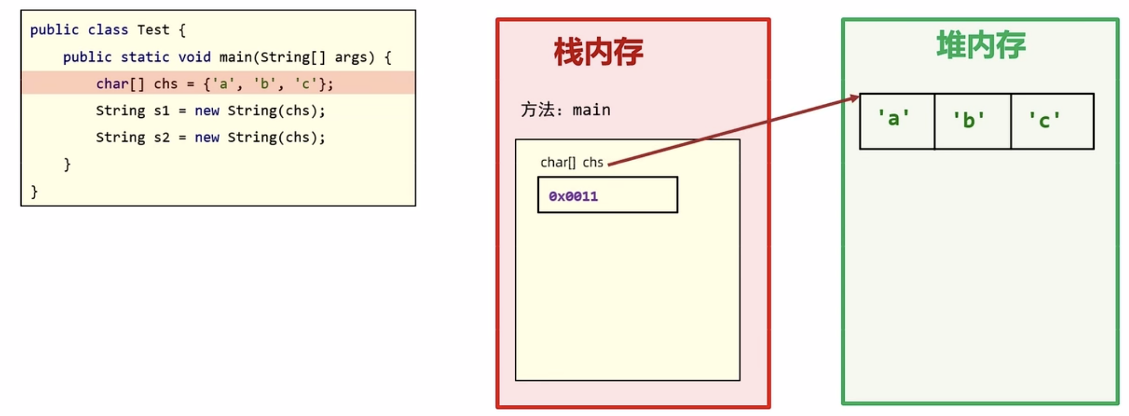 public class Test {
public static void main(String[] args) {
char[] chs = {'a', 'b', 'c'};
String s1 = new String(chs);
String s2 = new String(chs);
}
}
栈内存
方法：main
char[] chs
0x0011
堆内存
'a' 'b' 'c'